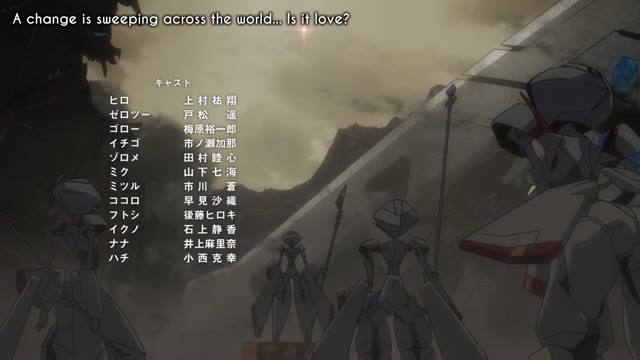 A change is sweeping across the world... Is it love?
キャスト
ヒロ 上村祐翔
ゼロツー 戸松 遥
ゴロー 梅原裕一郎
イチゴ 市ノ瀬加那
ゾロメ 田村睦心
ミク 山下七海
ミツル 市川 蒼
ココロ 早見沙織
フトシ 後藤ヒロキ
イクノ 石上静香
ナナ 井上麻里奈
ハチ 小西克幸